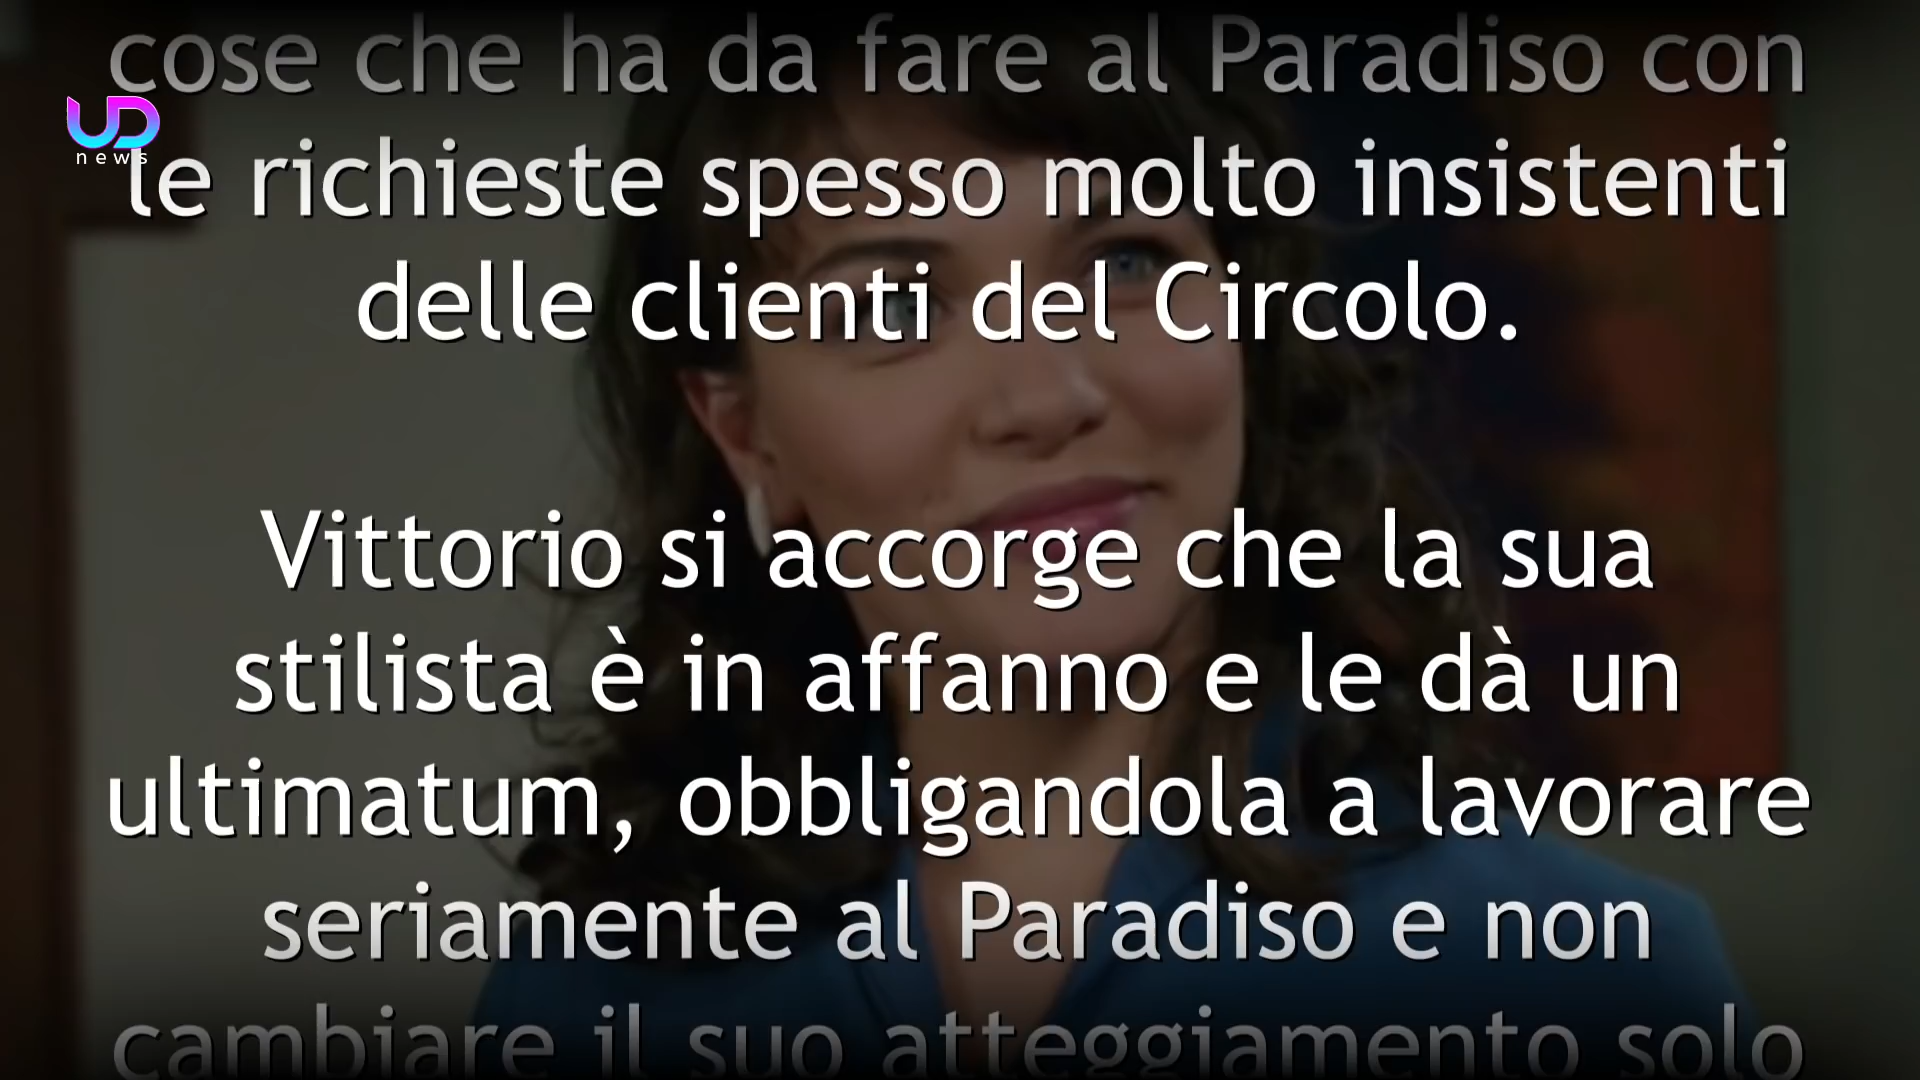 cose che ha da fare al Paradiso con
UD
news
le richieste spesso molto insistenti
delle clienti del Circolo.
Vittorio si accorge che la sua
stilista è in affanno e le dà un
ultimatum, obbligandola a lavorare
seriamente al Paradiso e non
cambiare il suo atteggiamento solo